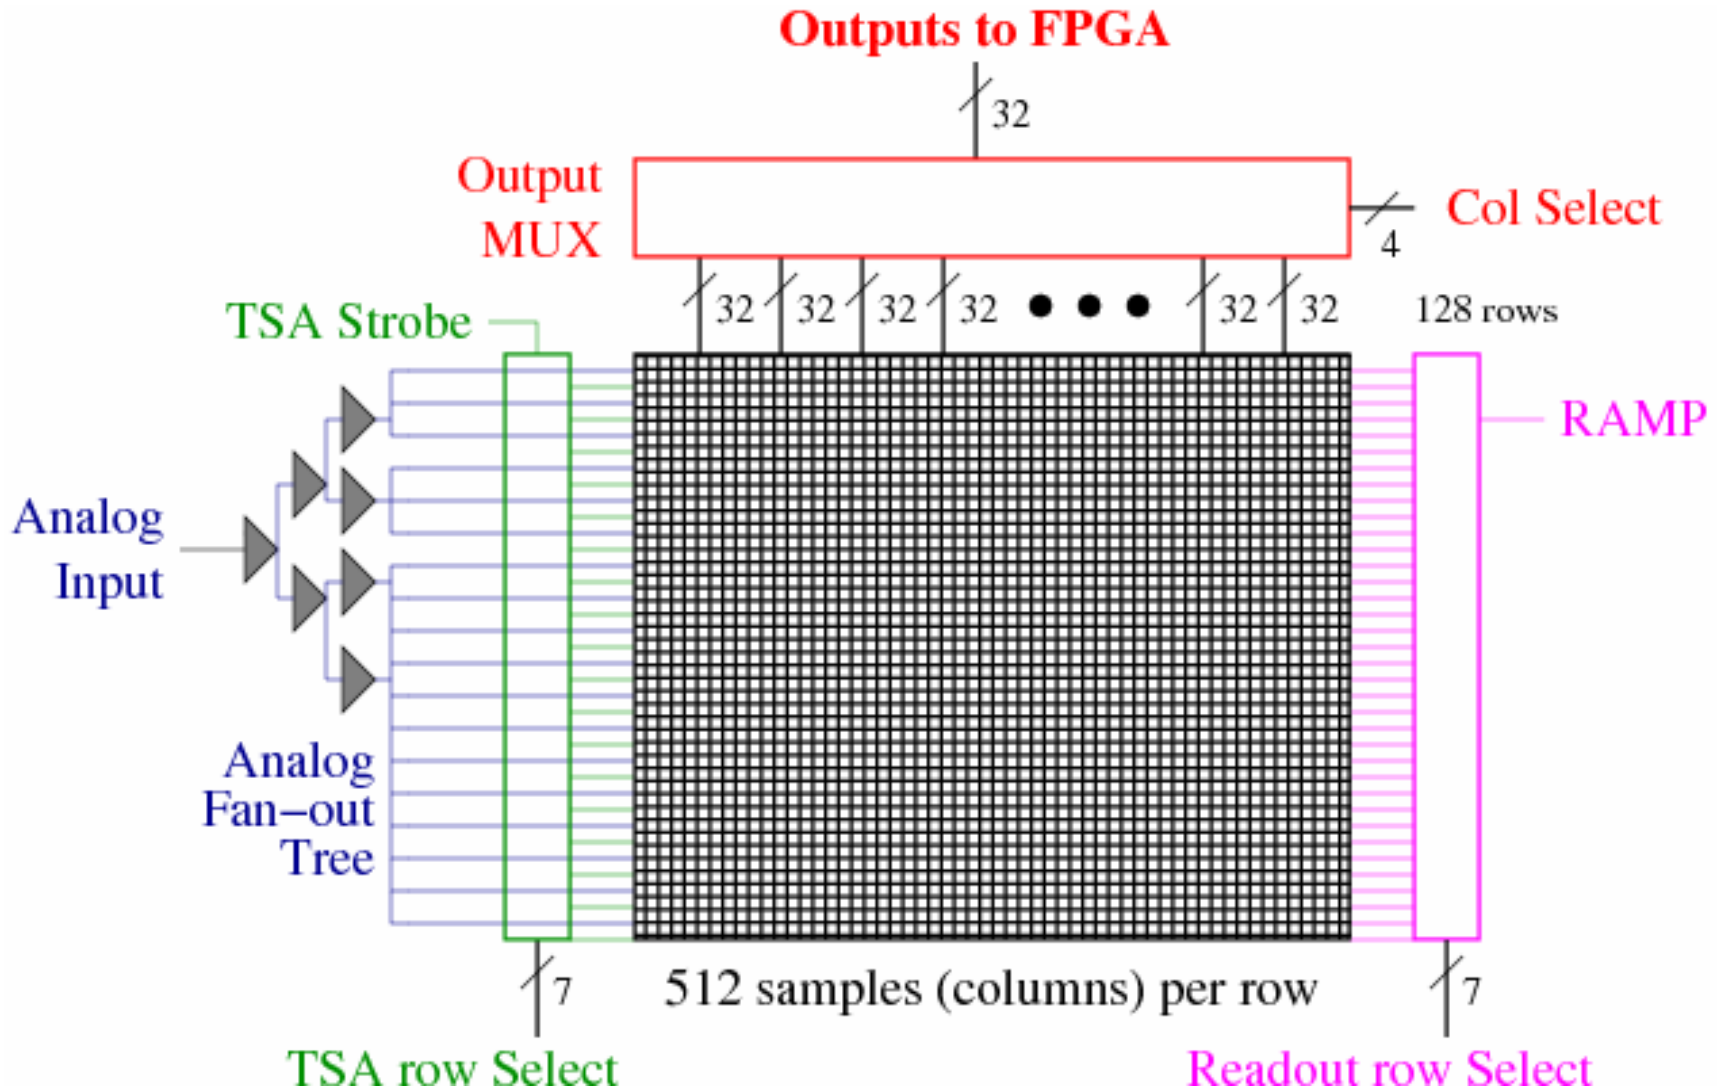 Outputs to FPGA
32
Output
MUX
Col Select
4
32 32 32 32 32 32
128 rows
TSA Strobe
RAMP
Analog
Input
Analog
Fan-out
Tree
7
512 samples (columns) per row
7
TSA row Select
Readout row Select